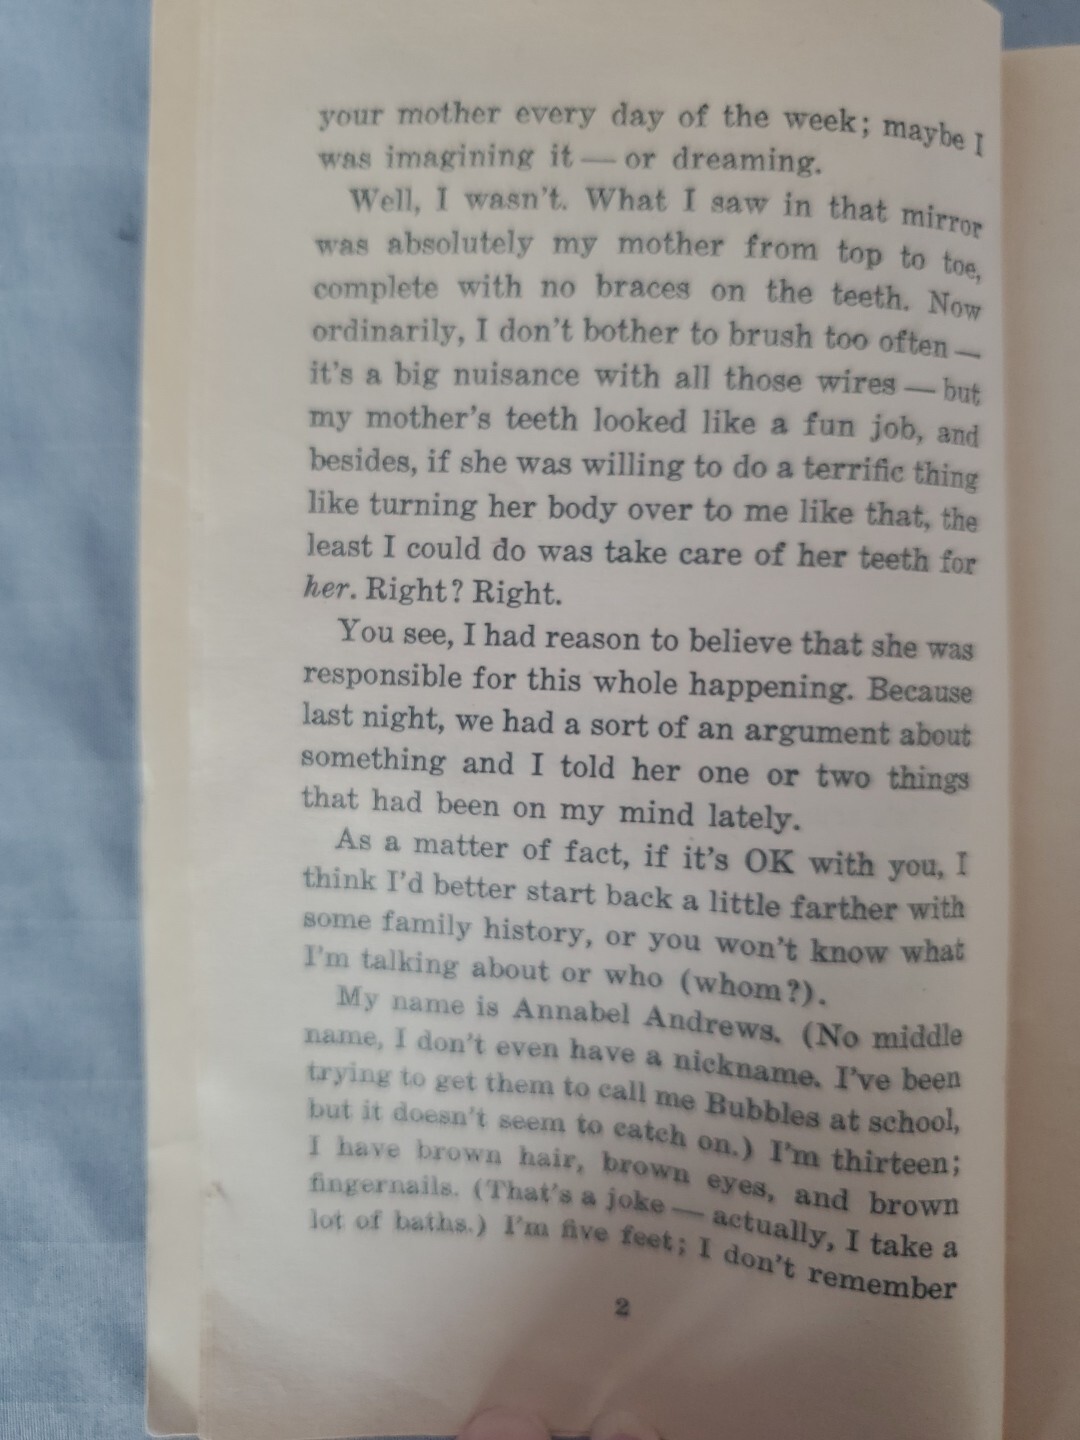 your mother every day of the week; maybe I
was imagining it — or dreaming.
Well, I wasn't. What I saw in that mirror
was absolutely my mother from top to toe,
complete with no braces on the teeth. Now
ordinarily, I don't bother to brush too often —
it's a big nuisance with all those wires — but
my mother's teeth looked like a fun job, and
besides, if she was willing to do a terrific thing
like turning her body over to me like that, the
least I could do was take care of her teeth for
her. Right? Right.
You see, I had reason to believe that she was
responsible for this whole happening. Because
last night, we had a sort of an argument about
something and I told her one or two things
that had been on my mind lately.
As a matter of fact, if it's OK with you, I
think I'd better start back a little farther with
some family history, or you won't know what
I'm talking about or who (whom?).
My name is Annabel Andrews. (No middle
name, I don't even have a nickname. I've been
trying to get them to call me Bubbles at school,
but it doesn't seem to catch on.) I'm thirteen;
I have brown hair, brown eyes, and brown
fingernails. (That's a joke — actually, I take a
lot of baths.) I'm five feet; I don't remember
2